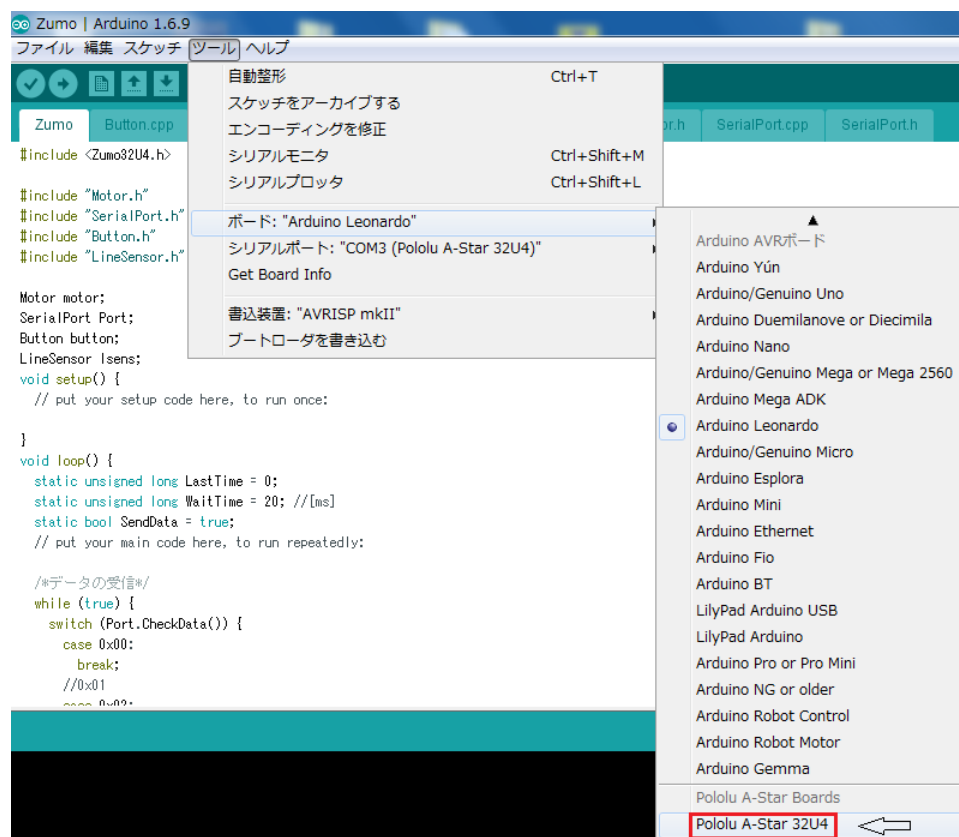 Zumo | Arduino 1.6.9
ファイル 編集 スケッチ ツール ヘルプ
自動整形 Ctrl+T
スケッチをアーカイブする
エンコーディングを修正
シリアルモニタ Ctrl+Shift+M
シリアルプロッタ Ctrl+Shift+L
ボード: "Arduino Leonardo"
シリアルポート: "COM3 (Pololu A-Star 32U4)"
Get Board Info
書込装置: "AVRISP mkII"
ブートローダを書き込む
Zumo Button.cpp or.h SerialPort.cpp SerialPort.h
#include <Zumo32U4.h>
#include "Motor.h"
#include "SerialPort.h"
#include "Button.h"
#include "LineSensor.h"
Motor motor;
SerialPort Port;
Button button;
LineSensor lsens;
void setup() {
// put your setup code here, to run once:
}
void loop() {
static unsigned long LastTime = 0;
static unsigned long WaitTime = 20; //[ms]
static bool SendData = true;
// put your main code here, to run repeatedly:
/*データの受信*/
while (true) {
switch (Port.CheckData()) {
case 0x00:
break;
//0x01
case 0x02:
Arduino AVRボード
Arduino Yún
Arduino/Genuino Uno
Arduino Duemilanove or Diecimila
Arduino Nano
Arduino/Genuino Mega or Mega 2560
Arduino Mega ADK
Arduino Leonardo
Arduino/Genuino Micro
Arduino Esplora
Arduino Mini
Arduino Ethernet
Arduino Fio
Arduino BT
LilyPad Arduino USB
LilyPad Arduino
Arduino Pro or Pro Mini
Arduino NG or older
Arduino Robot Control
Arduino Robot Motor
Arduino Gemma
Pololu A-Star Boards
Pololu A-Star 32U4